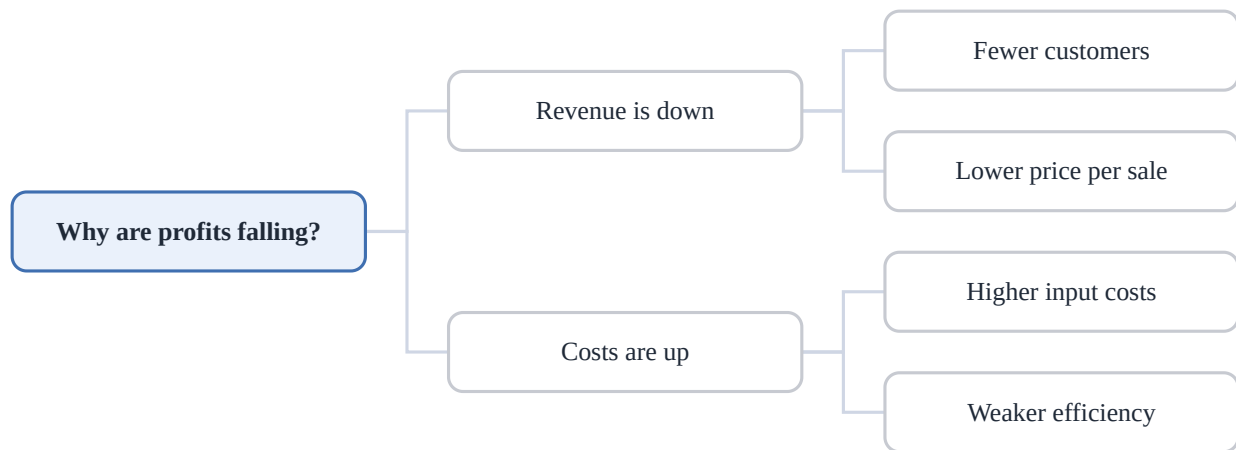 Why are profits falling?
Revenue is down
Fewer customers
Lower price per sale
Costs are up
Higher input costs
Weaker efficiency